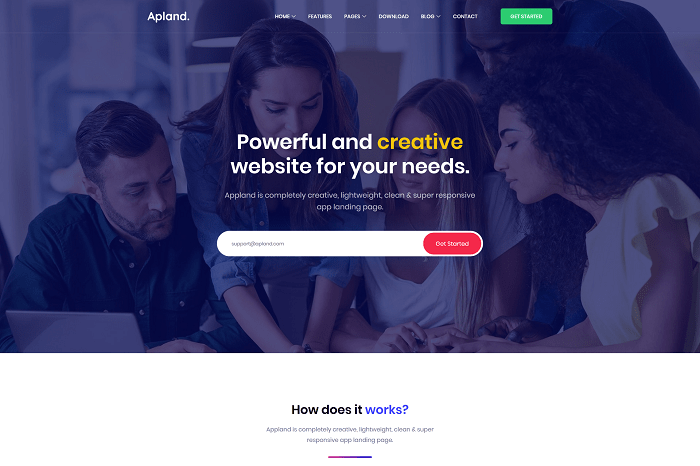 Apland.
HOME
FEATURES
PAGES
DOWNLOAD
BLOG
CONTACT
GET STARTED
Powerful and creative
website for your needs.
Appland is completely creative, lightweight, clean & super responsive
app landing page.
support@apland.com
Get Started
How does it works?
Appland is completely creative, lightweight, clean & super
responsive app landing page.